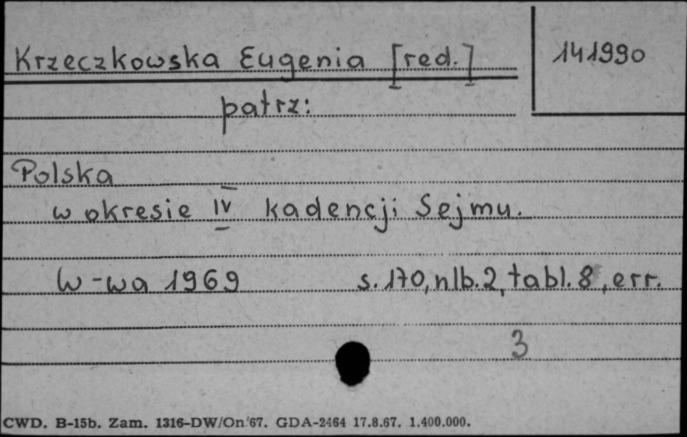 Krzeczkowska Eugenia [red.]
141990
patrz:
Polska
w okresie IV kadencji Sejmu.
W-wa 1969 s.170, nlb.2, tabl.8, err.
3
CWD. B-15b. Zam. 1316-DW/On/67. GDA-2464 17.8.67. 1.400.000.